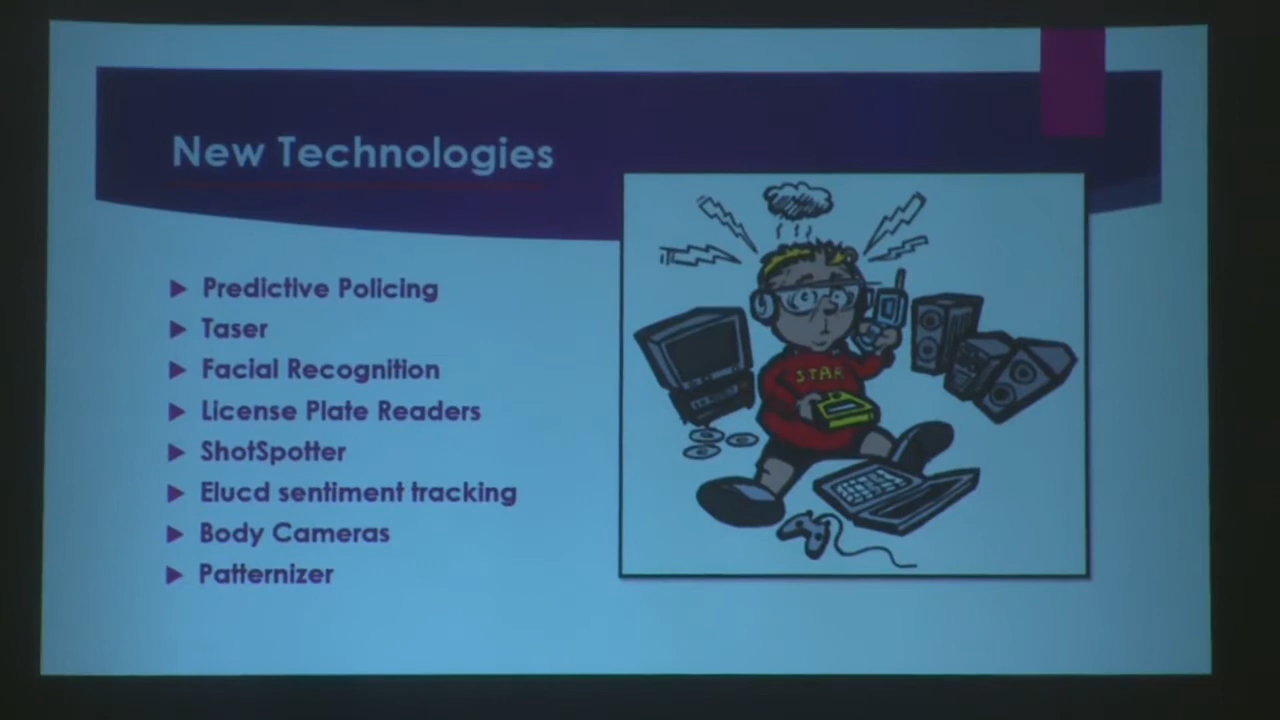 New Technologies
Predictive Policing
Taser
Facial Recognition
License Plate Readers
ShotSpotter
Elucd sentiment tracking
Body Cameras
Patternizer
STAR